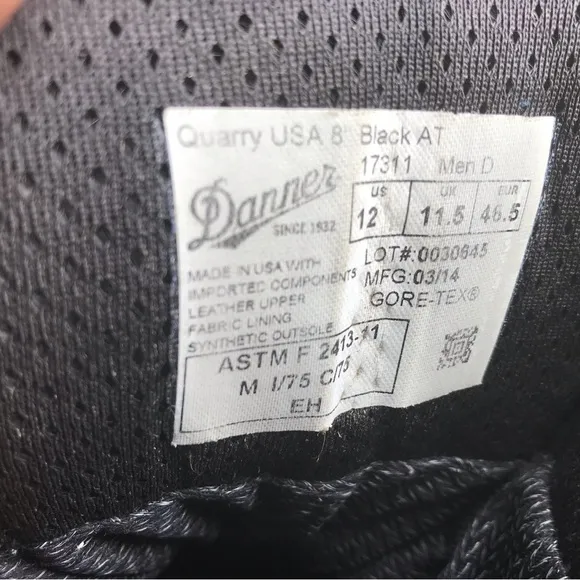 Quarry USA 8" Black AT
17311 Men D
Danner
SINCE 1932
US UK EUR
12 11.5 46.5
MADE IN USA WITH
IMPORTED COMPONENTS
LEATHER UPPER
FABRIC LINING
SYNTHETIC OUTSOLE
LOT#:0030645
MFG:03/14
GORE-TEX®
ASTM F 2413-11
M I/75 C/75
EH